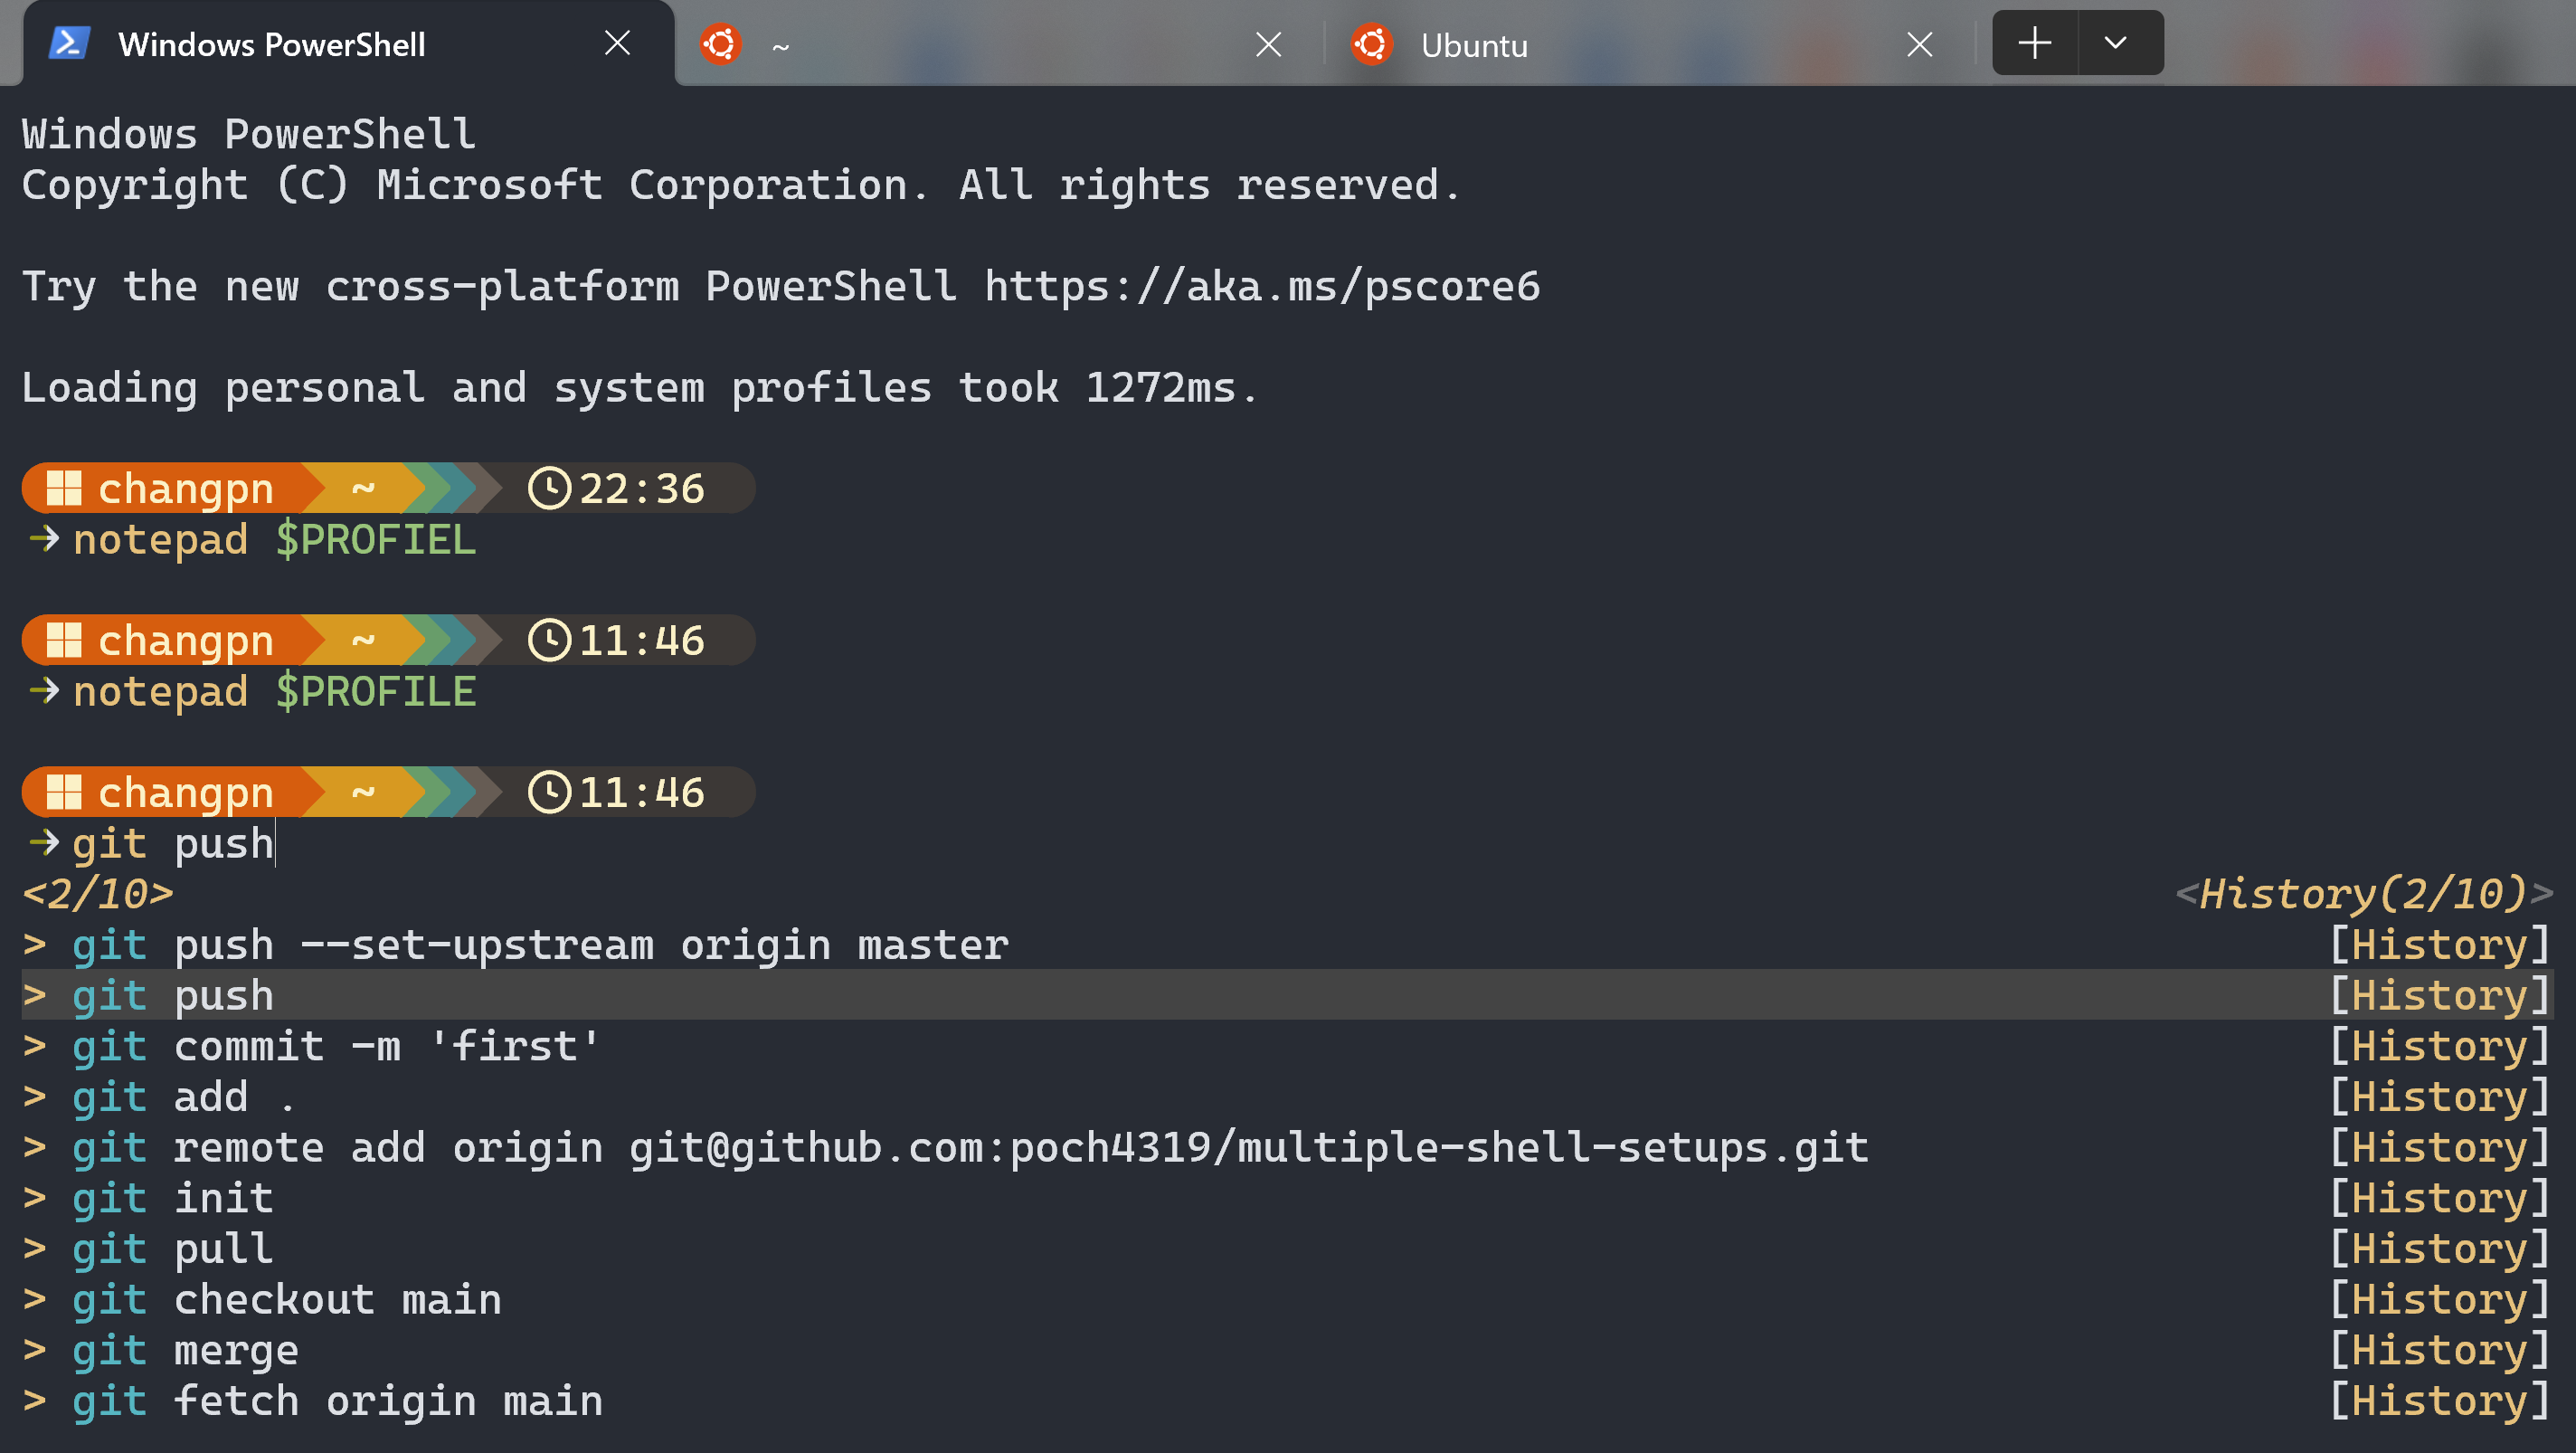 Windows PowerShell
~
Ubuntu
Windows PowerShell
Copyright (C) Microsoft Corporation. All rights reserved.
Try the new cross-platform PowerShell https://aka.ms/pscore6
Loading personal and system profiles took 1272ms.
changpn ~ 22:36
→ notepad $PROFIEL
changpn ~ 11:46
→ notepad $PROFILE
changpn ~ 11:46
→ git push
<2/10> <History(2/10)>
> git push --set-upstream origin master [History]
> git push [History]
> git commit -m 'first' [History]
> git add . [History]
> git remote add origin git@github.com:poch4319/multiple-shell-setups.git [History]
> git init [History]
> git pull [History]
> git checkout main [History]
> git merge [History]
> git fetch origin main [History]